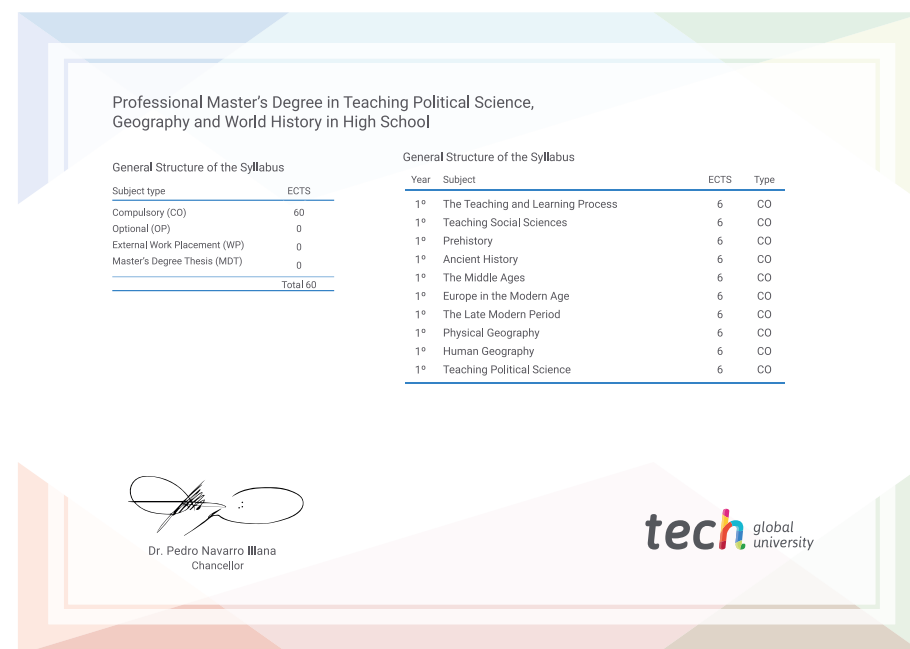 Professional Master's Degree in Teaching Political Science,
Geography and World History in High School
General Structure of the Syllabus
Subject type ECTS
Compulsory (CO) 60
Optional (OP) 0
External Work Placement (WP) 0
Master's Degree Thesis (MDT) 0
Total 60
General Structure of the Syllabus
Year Subject ECTS Type
1º The Teaching and Learning Process 6 CO
1º Teaching Social Sciences 6 CO
1º Prehistory 6 CO
1º Ancient History 6 CO
1º The Middle Ages 6 CO
1º Europe in the Modern Age 6 CO
1º The Late Modern Period 6 CO
1º Physical Geography 6 CO
1º Human Geography 6 CO
1º Teaching Political Science 6 CO
Dr. Pedro Navarro Illana
Chancellor
tech global
university